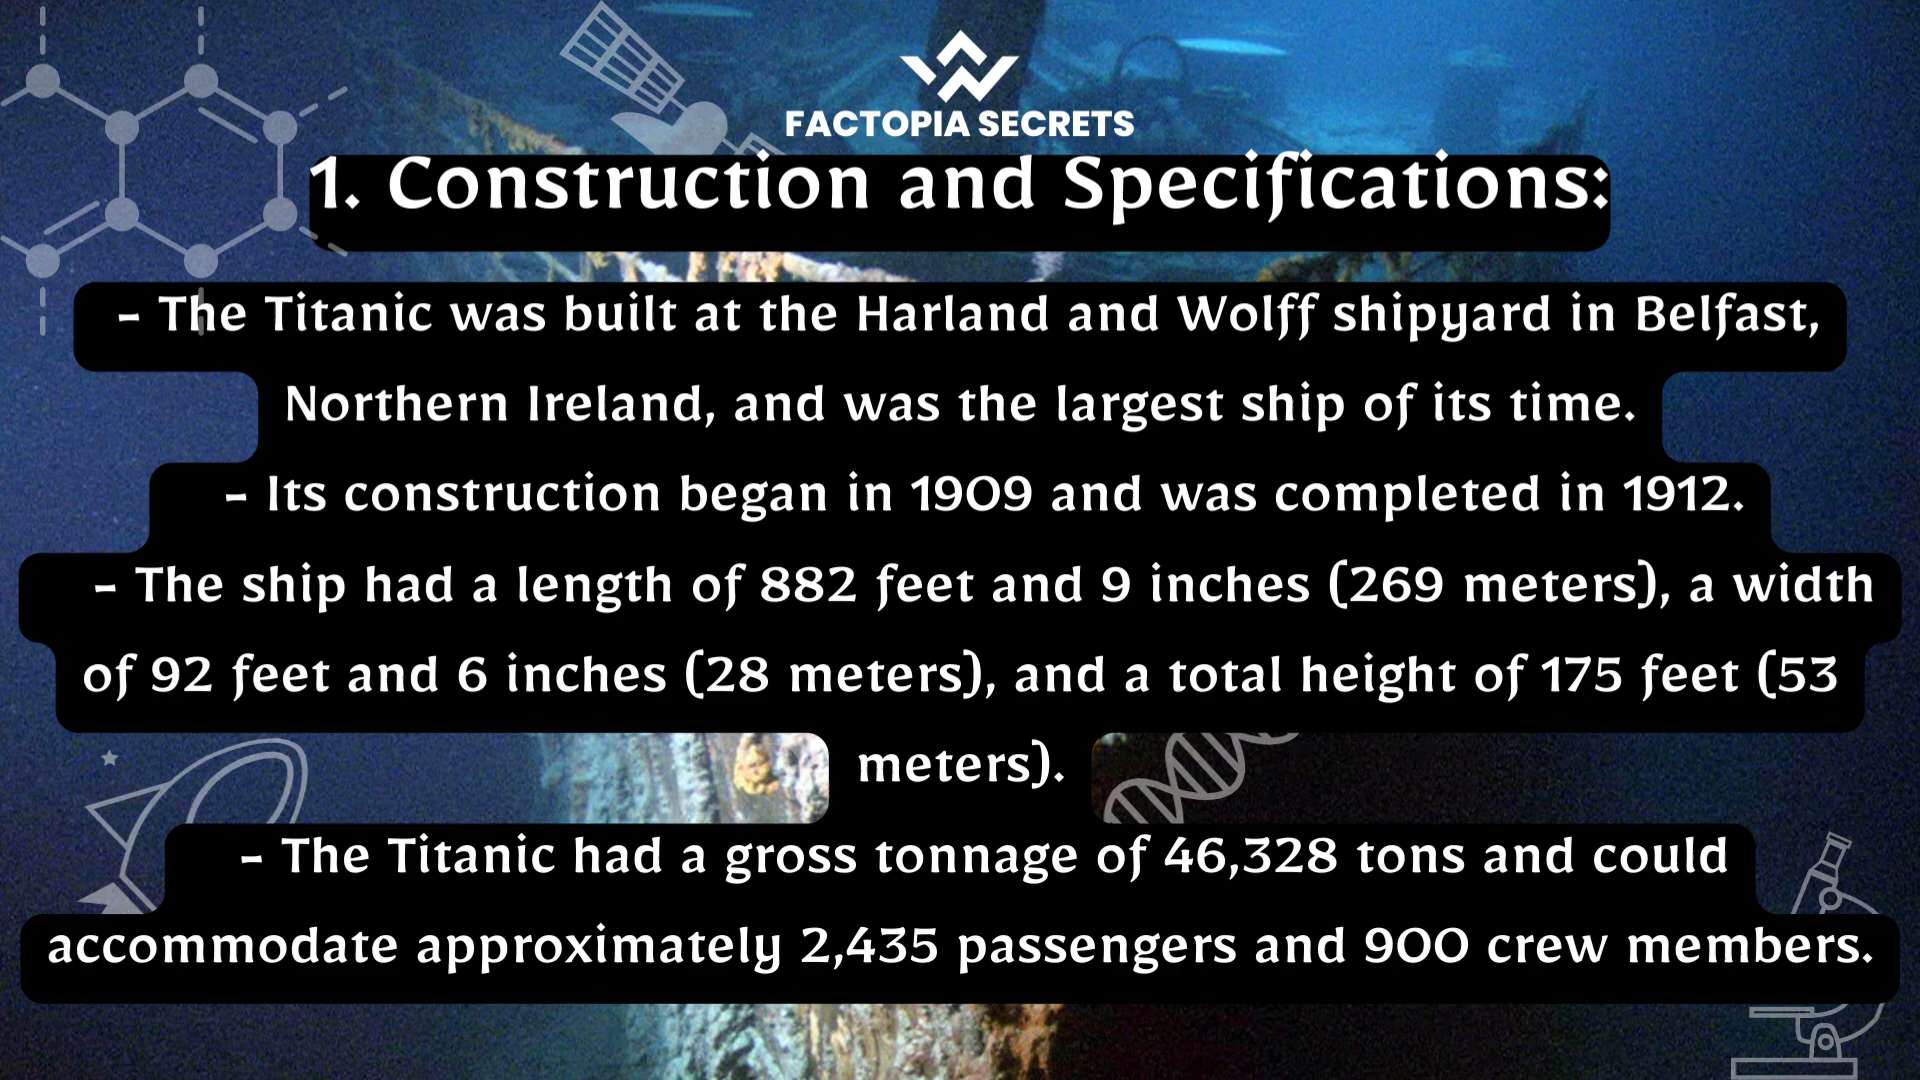 FACTOPIA SECRETS
1. Construction and Specifications:
- The Titanic was built at the Harland and Wolff shipyard in Belfast,
Northern Ireland, and was the largest ship of its time.
- Its construction began in 1909 and was completed in 1912.
- The ship had a length of 882 feet and 9 inches (269 meters), a width
of 92 feet and 6 inches (28 meters), and a total height of 175 feet (53
meters).
- The Titanic had a gross tonnage of 46,328 tons and could
accommodate approximately 2,435 passengers and 900 crew members.